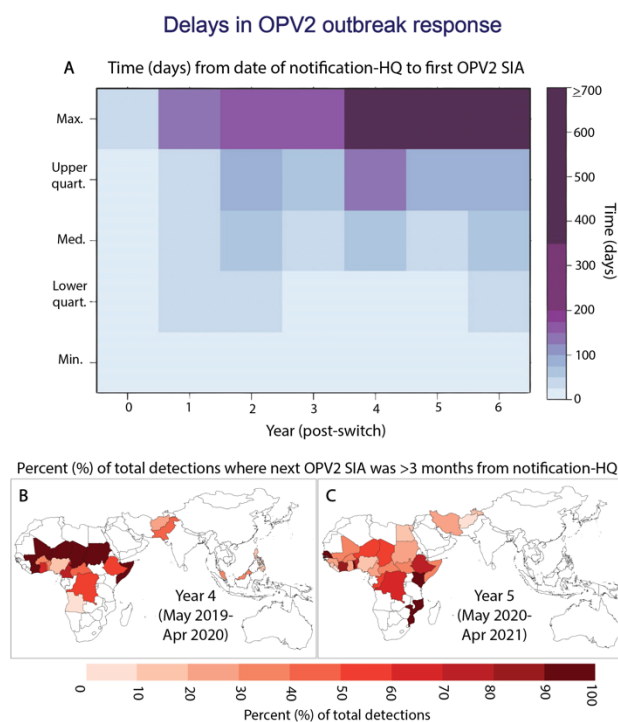 Delays in OPV2 outbreak response
A Time (days) from date of notification-HQ to first OPV2 SIA
Max.
Upper
quart.
Med.
Lower
quart.
Min.
0 1 2 3 4 5 6
Year (post-switch)
≥700
600
500
400
300
200
100
0
Time (days)
Percent (%) of total detections where next OPV2 SIA was >3 months from notification-HQ
B
Year 4
(May 2019-
Apr 2020)
C
Year 5
(May 2020-
Apr 2021)
0 10 20 30 40 50 60 70 80 90 100
Percent (%) of total detections